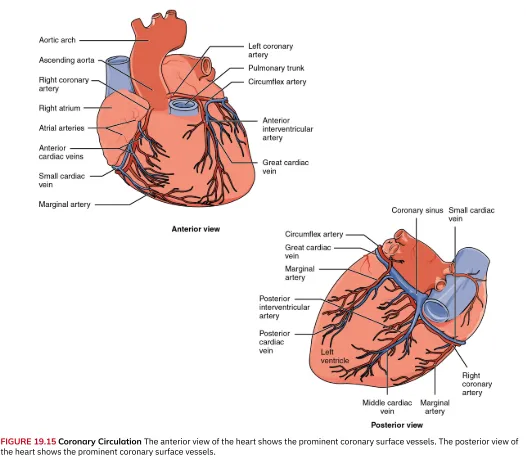 Aortic arch
Ascending aorta
Right coronary
artery
Right atrium
Atrial arteries
Anterior
cardiac veins
Small cardiac
vein
Marginal artery
Left coronary
artery
Pulmonary trunk
Circumflex artery
Anterior
interventricular
artery
Great cardiac
vein
Anterior view
Coronary sinus
Small cardiac
vein
Circumflex artery
Great cardiac
vein
Marginal
artery
Posterior
interventricular
artery
Posterior
cardiac
vein
Left
ventricle
Right
coronary
artery
Middle cardiac
vein
Marginal
artery
Posterior view
FIGURE 19.15 Coronary Circulation The anterior view of the heart shows the prominent coronary surface vessels. The posterior view of
the heart shows the prominent coronary surface vessels.